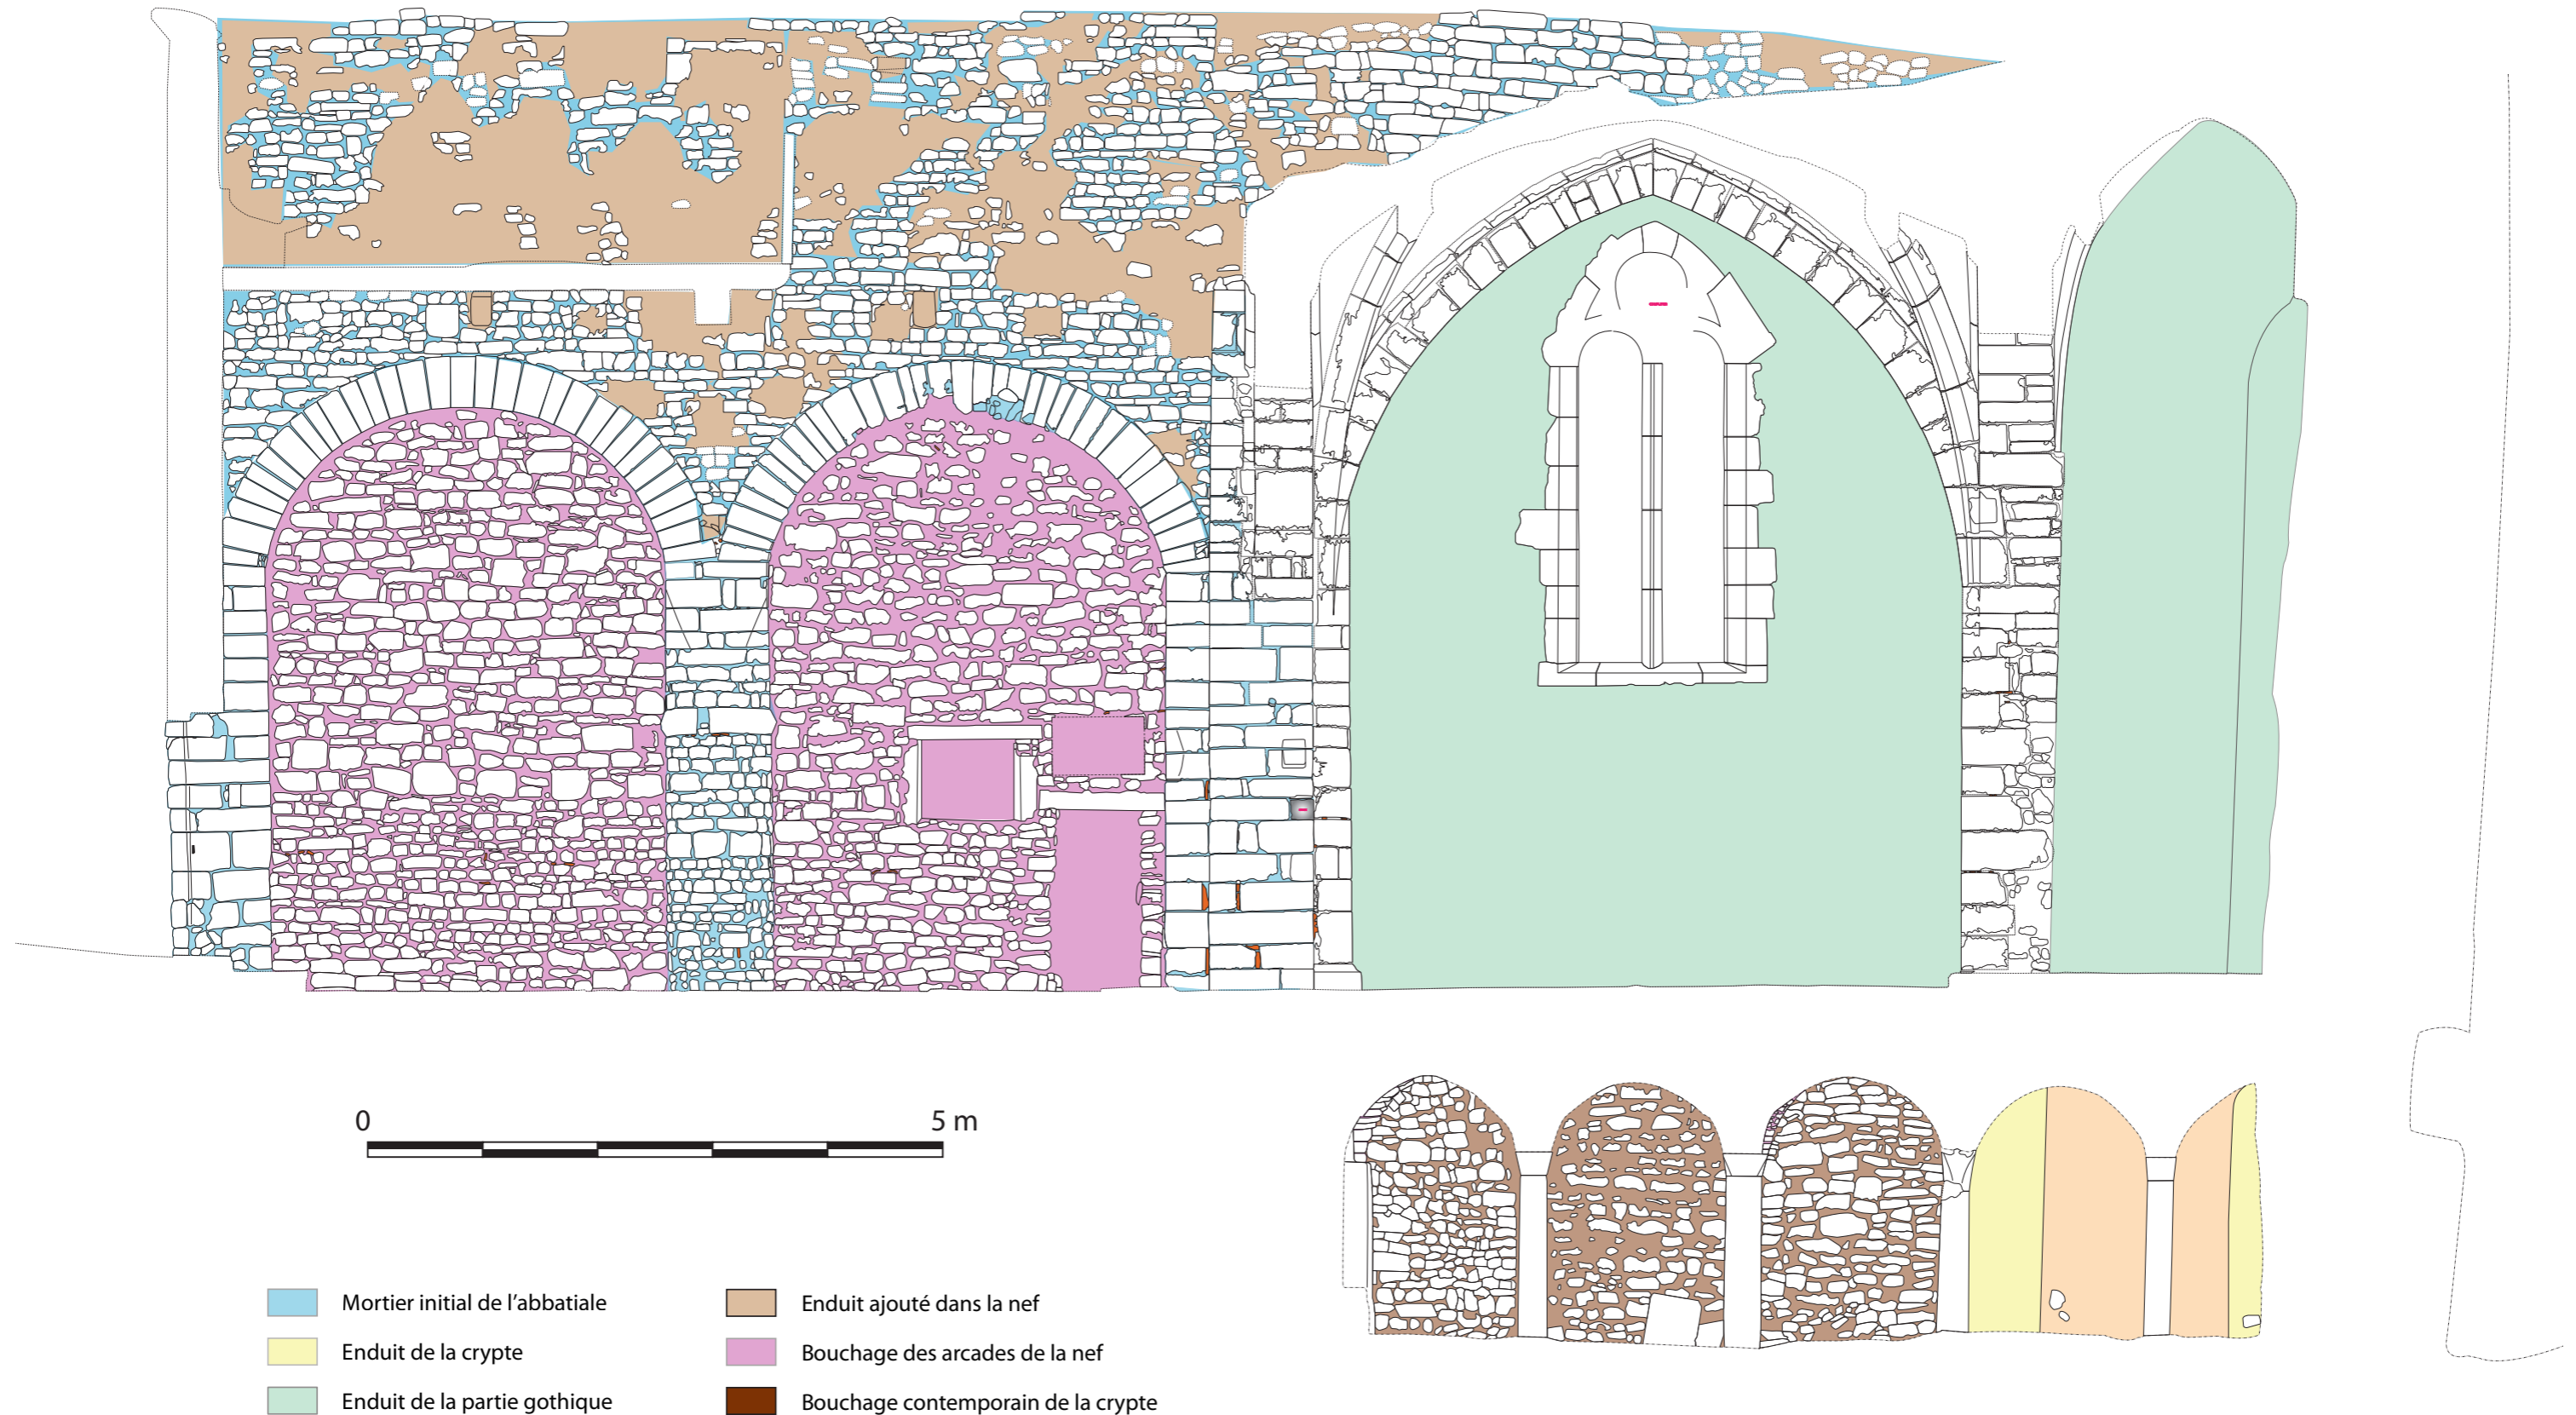 0 5 m
Mortier initial de l’abbatiale
Enduit de la crypte
Enduit de la partie gothique
Enduit ajouté dans la nef
Bouchage des arcades de la nef
Bouchage contemporain de la crypte